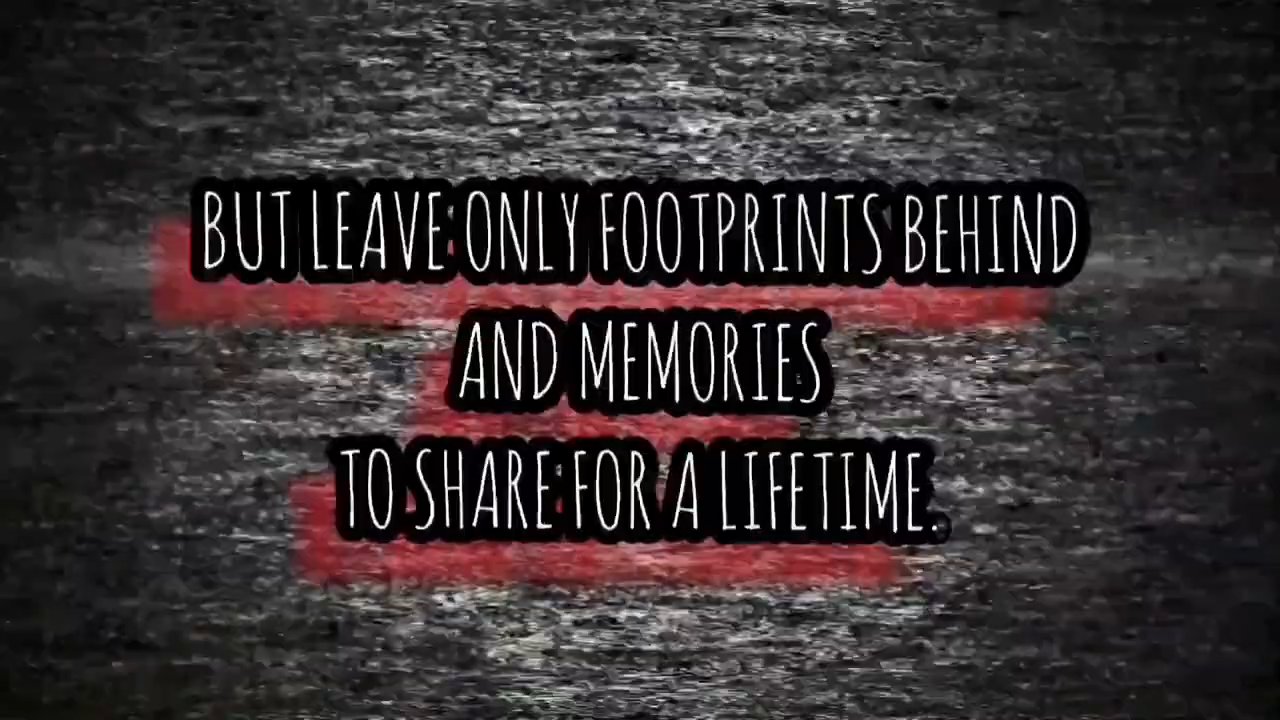 BUT LEAVE ONLY FOOTPRINTS BEHIND
AND MEMORIES
TO SHARE FOR A LIFETIME.